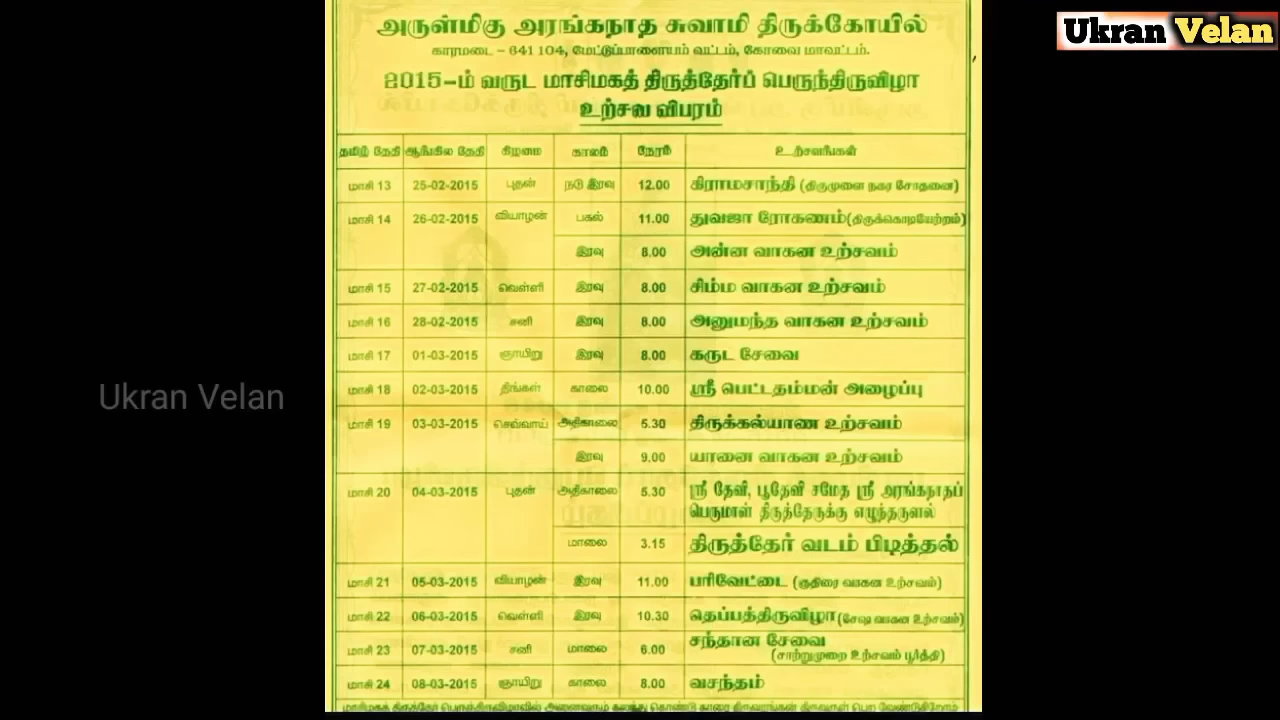 அருள்மிகு அரங்கநாத சுவாமி திருக்கோயில்
Ukran Velan
காரமடை – 641 104, மேட்டுப்பாளையம் வட்டம், கோவை மாவட்டம்.
2015-ம் வருட மாசிமகத் திருத்தேர்ப் பெருந்திருவிழா
உற்சவ விபரம்
தமிழ் தேதி ஆங்கில தேதி கிழமை காலம் நேரம் உற்சவங்கள்
மாசி 13 25-02-2015 புதன் நடு இரவு 12.00 கிராமசாந்தி (திருமுளை நகர சோதனை)
மாசி 14 26-02-2015 வியாழன் பகல் 11.00 துவஜா ரோகணம்(திருக்கொடியேற்றம்)
இரவு 8.00 அன்ன வாகன உற்சவம்
மாசி 15 27-02-2015 வெள்ளி இரவு 8.00 சிம்ம வாகன உற்சவம்
மாசி 16 28-02-2015 சனி இரவு 8.00 அனுமந்த வாகன உற்சவம்
மாசி 17 01-03-2015 ஞாயிறு இரவு 8.00 கருட சேவை
மாசி 18 02-03-2015 திங்கள் காலை 10.00 ஸ்ரீ பெட்டதம்மன் அழைப்பு
Ukran Velan
மாசி 19 03-03-2015 செவ்வாய் அதிகாலை 5.30 திருக்கல்யாண உற்சவம்
இரவு 9.00 யானை வாகன உற்சவம்
மாசி 20 04-03-2015 புதன் அதிகாலை 5.30 ஸ்ரீ தேவி, பூதேவி சமேத ஸ்ரீ அரங்கநாதப்
பெருமாள் திருத்தேருக்கு எழுந்தருளல்
மாலை 3.15 திருத்தேர் வடம் பிடித்தல்
மாசி 21 05-03-2015 வியாழன் இரவு 11.00 பரிவேட்டை (குதிரை வாகன உற்சவம்)
மாசி 22 06-03-2015 வெள்ளி இரவு 10.30 தெப்பத்திருவிழா (சேஷ வாகன உற்சவம்)
மாசி 23 07-03-2015 சனி மாலை 6.00 சந்தான சேவை
(சாற்றுமுறை உற்சவம் பூர்த்தி)
மாசி 24 08-03-2015 ஞாயிறு காலை 8.00 வசந்தம்
மாசிமகத் திருத்தேர் பெருந்திருவிழாவில் அனைவரும் கலந்து கொண்டு